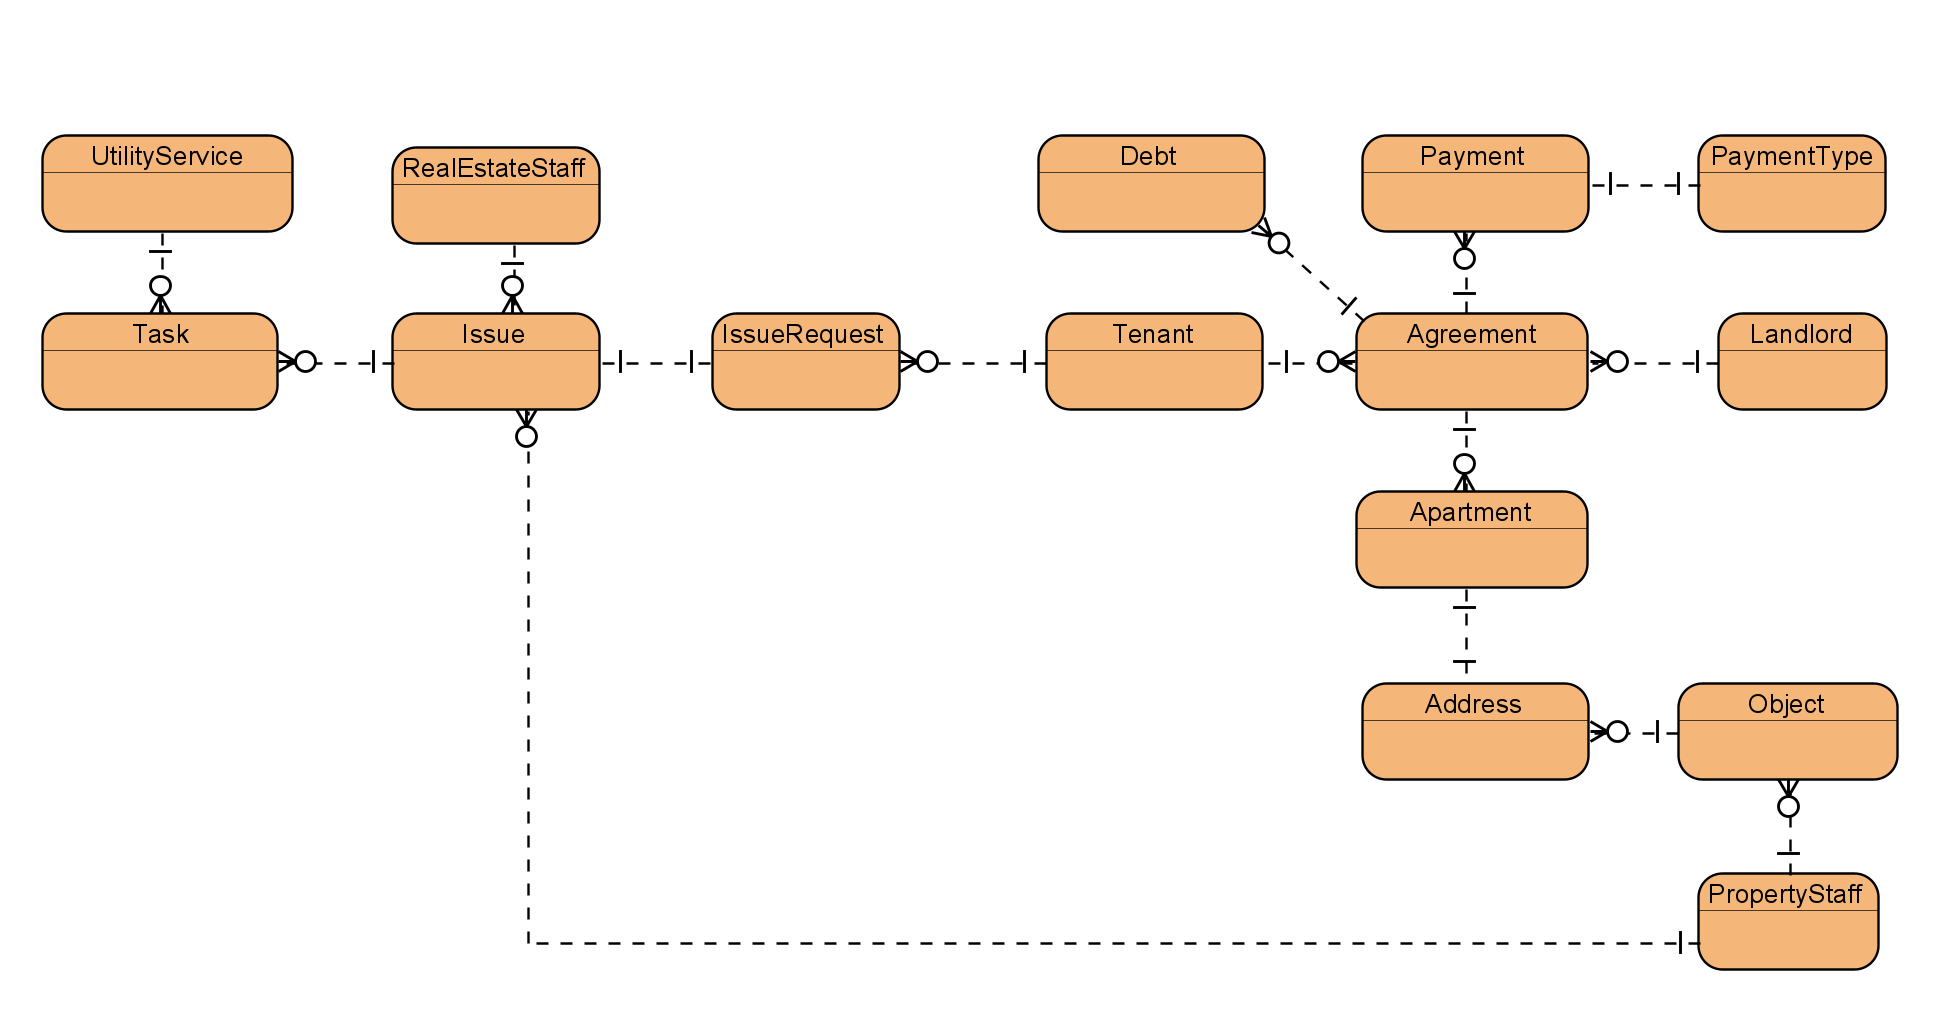 UtilityService
RealEstateStaff
Debt
Payment
PaymentType
Task
Issue
IssueRequest
Tenant
Agreement
Landlord
Apartment
Address
Object
PropertyStaff